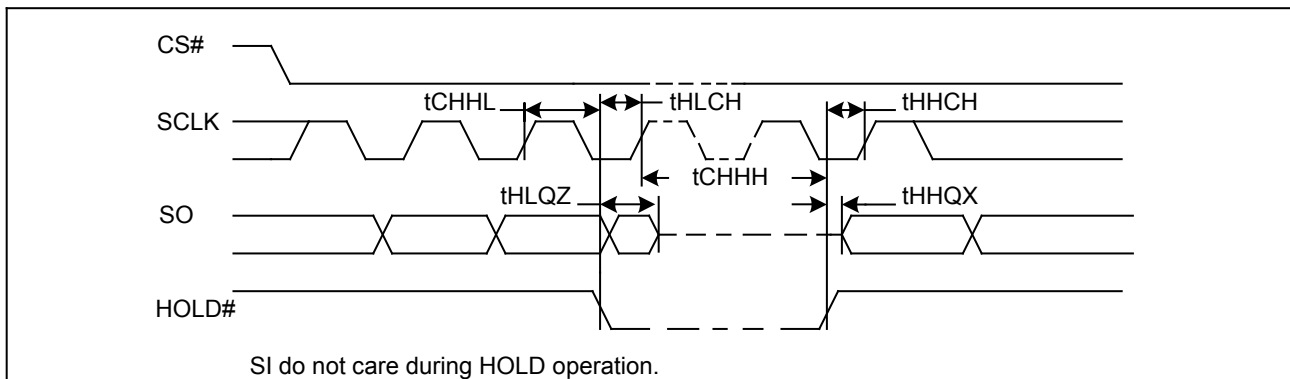 CS#
tCHHL
tHLCH
tHHCH
SCLK
tCHHH
tHLQZ
tHHQX
SO
HOLD#
SI do not care during HOLD operation.